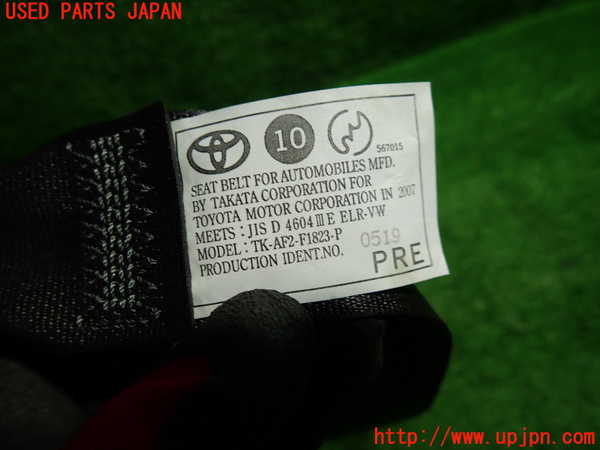 USED PARTS JAPAN
10
567015
SEAT BELT FOR AUTOMOBILES MFD.
BY TAKATA CORPORATION FOR
TOYOTA MOTOR CORPORATION IN 2007
MEETS : JIS D 4604 III E ELR-VW
MODEL : TK-AF2-F1823-P
PRODUCTION IDENT.NO. 0519
PRE
http://www.upjpn.com/